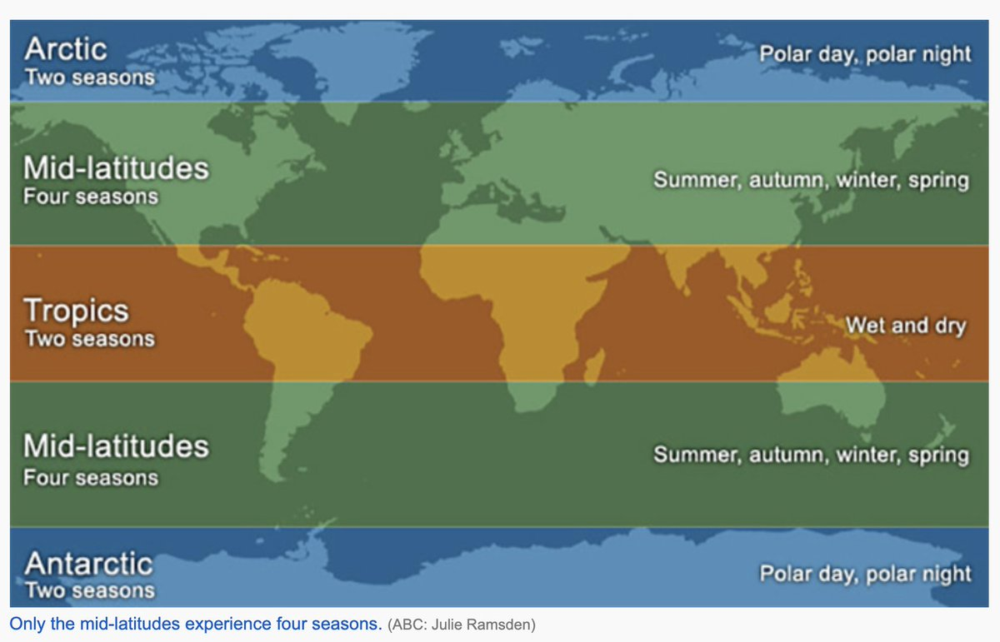 Arctic
Two seasons
Polar day, polar night
Mid-latitudes
Four seasons
Summer, autumn, winter, spring
Tropics
Two seasons
Wet and dry
Mid-latitudes
Four seasons
Summer, autumn, winter, spring
Antarctic
Two seasons
Polar day, polar night
Only the mid-latitudes experience four seasons. (ABC: Julie Ramsden)